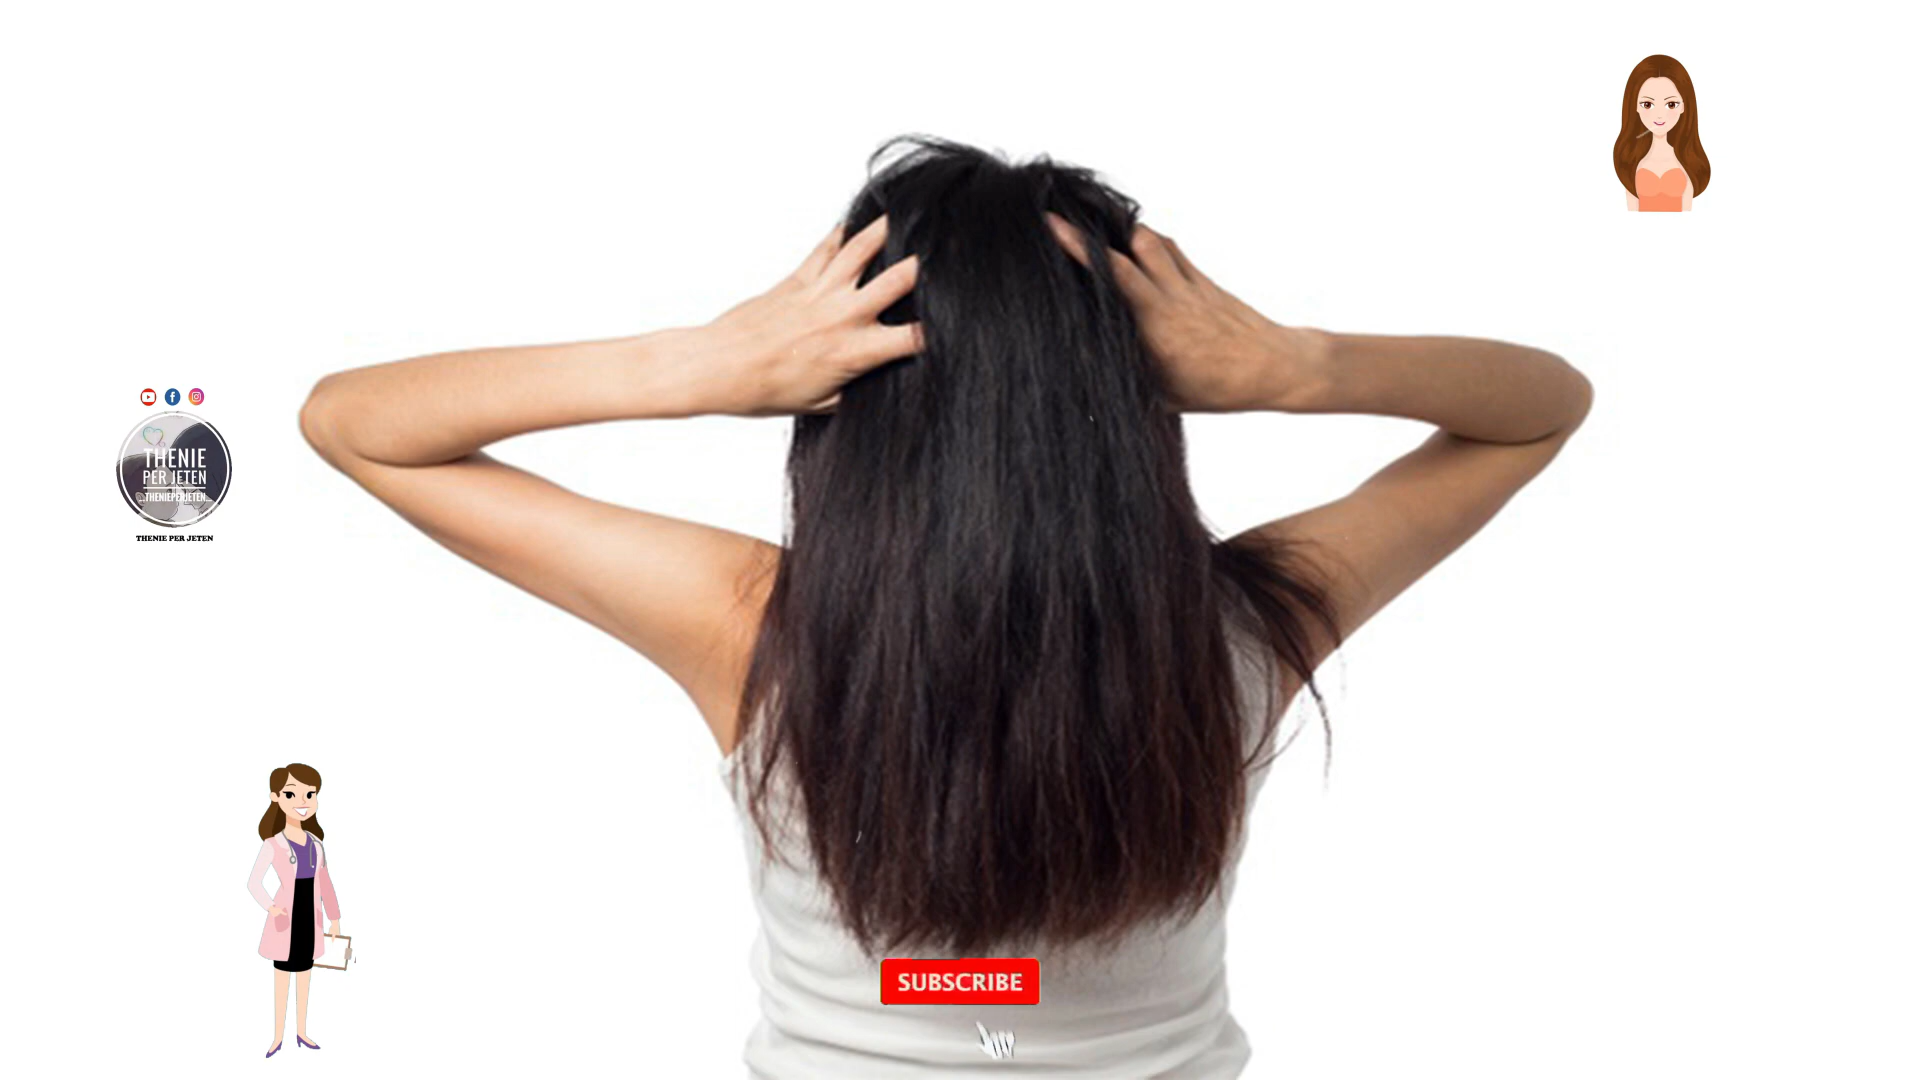 THENIE
PER JETEN
...THENIEPERJETEN...
THENIE PER JETEN
SUBSCRIBE